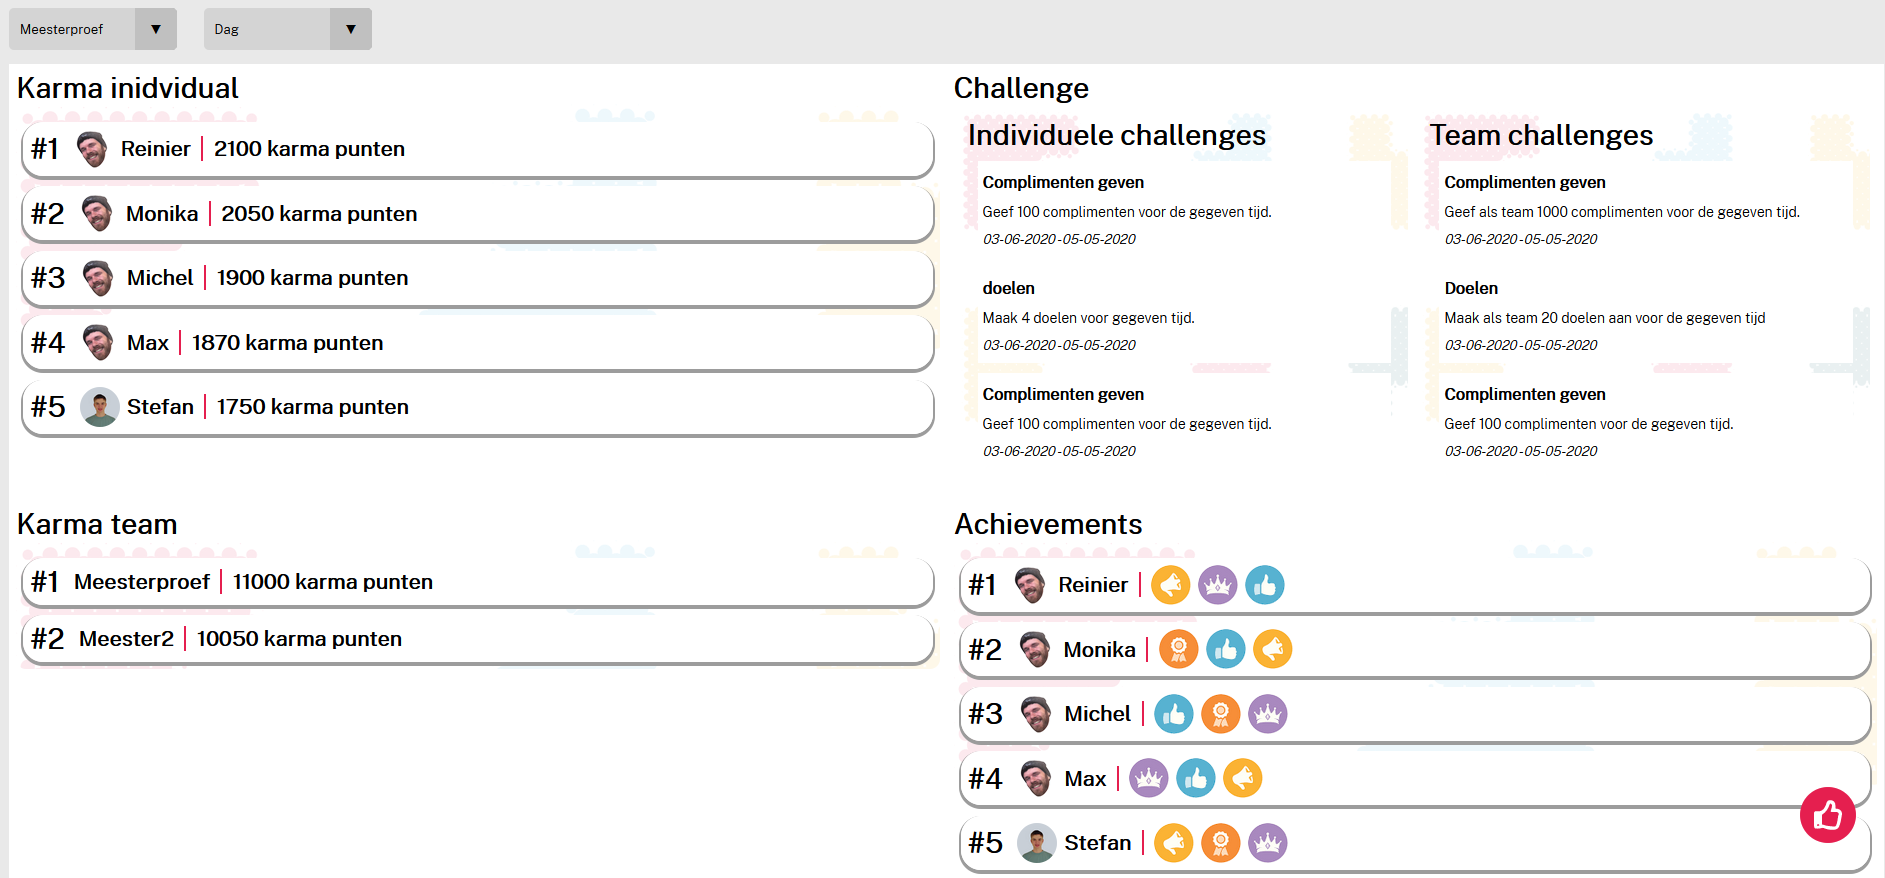 Meesterproef ▼
Dag ▼
Karma inidvidual
#1 Reinier | 2100 karma punten
#2 Monika | 2050 karma punten
#3 Michel | 1900 karma punten
#4 Max | 1870 karma punten
#5 Stefan | 1750 karma punten
Challenge
Individuele challenges
Complimenten geven
Geef 100 complimenten voor de gegeven tijd.
03-06-2020-05-05-2020
doelen
Maak 4 doelen voor gegeven tijd.
03-06-2020-05-05-2020
Complimenten geven
Geef 100 complimenten voor de gegeven tijd.
03-06-2020-05-05-2020
Team challenges
Complimenten geven
Geef als team 1000 complimenten voor de gegeven tijd.
03-06-2020-05-05-2020
Doelen
Maak als team 20 doelen aan voor de gegeven tijd
03-06-2020-05-05-2020
Complimenten geven
Geef 100 complimenten voor de gegeven tijd.
03-06-2020-05-05-2020
Karma team
#1 Meesterproef | 11000 karma punten
#2 Meester2 | 10050 karma punten
Achievements
#1 Reinier |
#2 Monika |
#3 Michel |
#4 Max |
#5 Stefan |